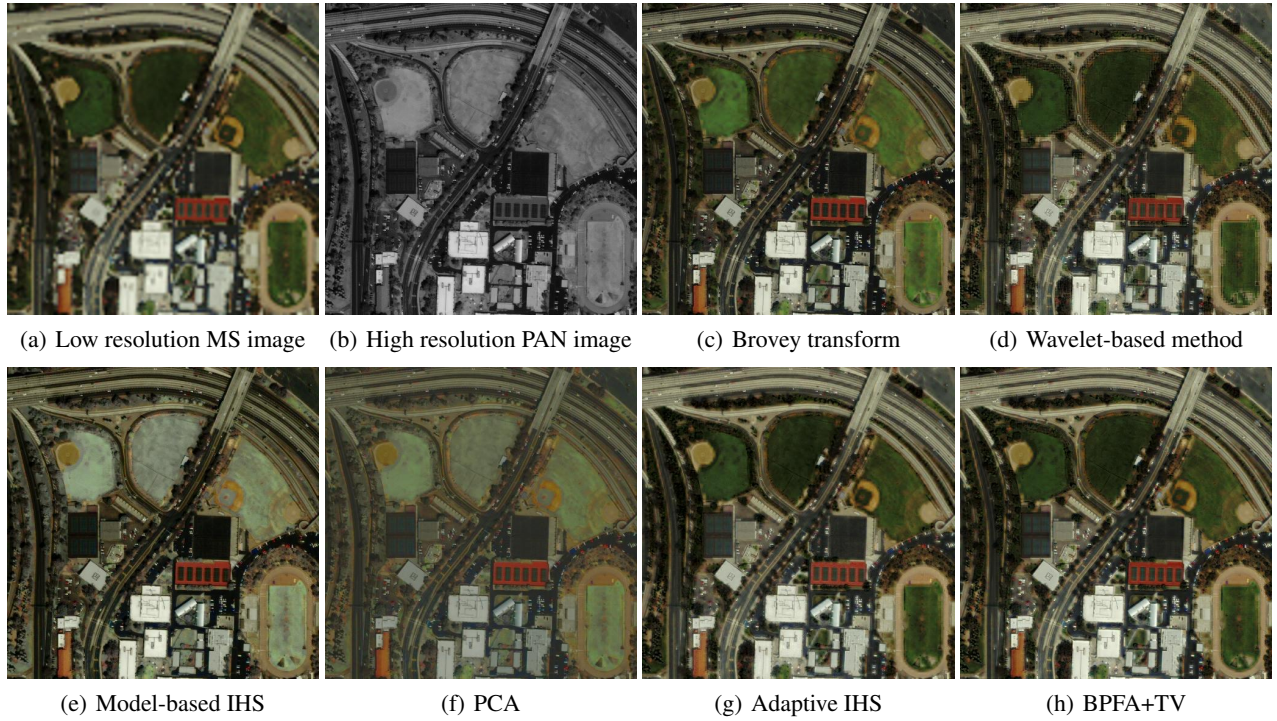 (a) Low resolution MS image
(b) High resolution PAN image
(c) Brovey transform
(d) Wavelet-based method
(e) Model-based IHS
(f) PCA
(g) Adaptive IHS
(h) BPFA+TV